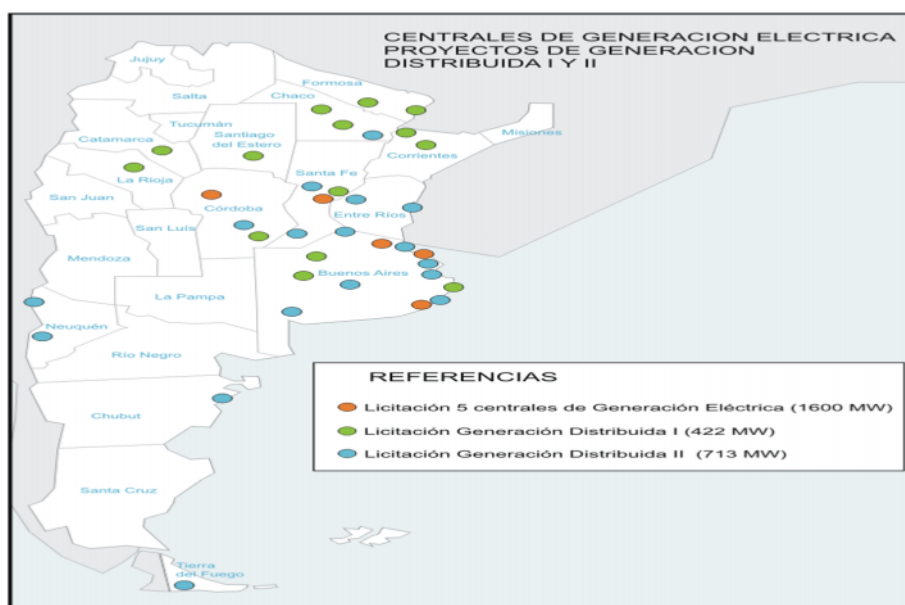 CENTRALES DE GENERACION ELECTRICA
PROYECTOS DE GENERACION
DISTRIBUIDA I Y II
Jujuy
Formosa
Salta
Chaco
Tucumán
Santiago
del Estero
Catamarca
Misiones
Corrientes
La Rioja
Santa Fe
San Juan
Córdoba
Entre Ríos
San Luís
Mendoza
Buenos Aires
La Pampa
Neuquén
Río Negro
Chubut
Santa Cruz
Tierra
del Fuego
REFERENCIAS
Licitación 5 centrales de Generación Eléctrica (1600 MW)
Licitación Generación Distribuida I (422 MW)
Licitación Generación Distribuida II (713 MW)